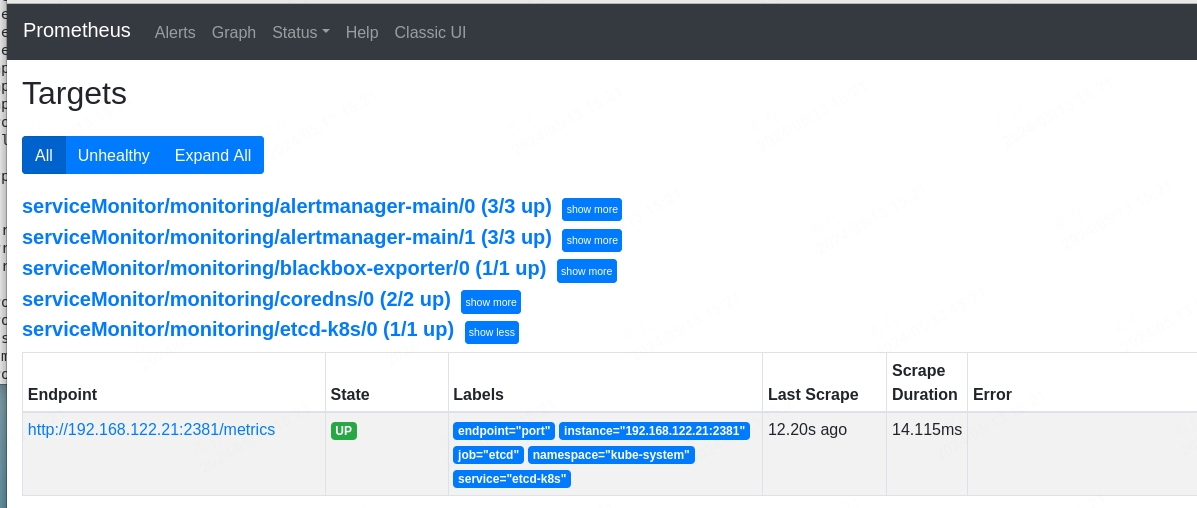 Prometheus Alerts Graph Status Help Classic UI
Targets
All Unhealthy Expand All
serviceMonitor/monitoring/alertmanager-main/0 (3/3 up) show more
serviceMonitor/monitoring/alertmanager-main/1 (3/3 up) show more
serviceMonitor/monitoring/blackbox-exporter/0 (1/1 up) show more
serviceMonitor/monitoring/coredns/0 (2/2 up) show more
serviceMonitor/monitoring/etcd-k8s/0 (1/1 up) show less
Endpoint State Labels Last Scrape Scrape Duration Error
http://192.168.122.21:2381/metrics UP endpoint="port" instance="192.168.122.21:2381" 12.20s ago 14.115ms
job="etcd" namespace="kube-system"
service="etcd-k8s"